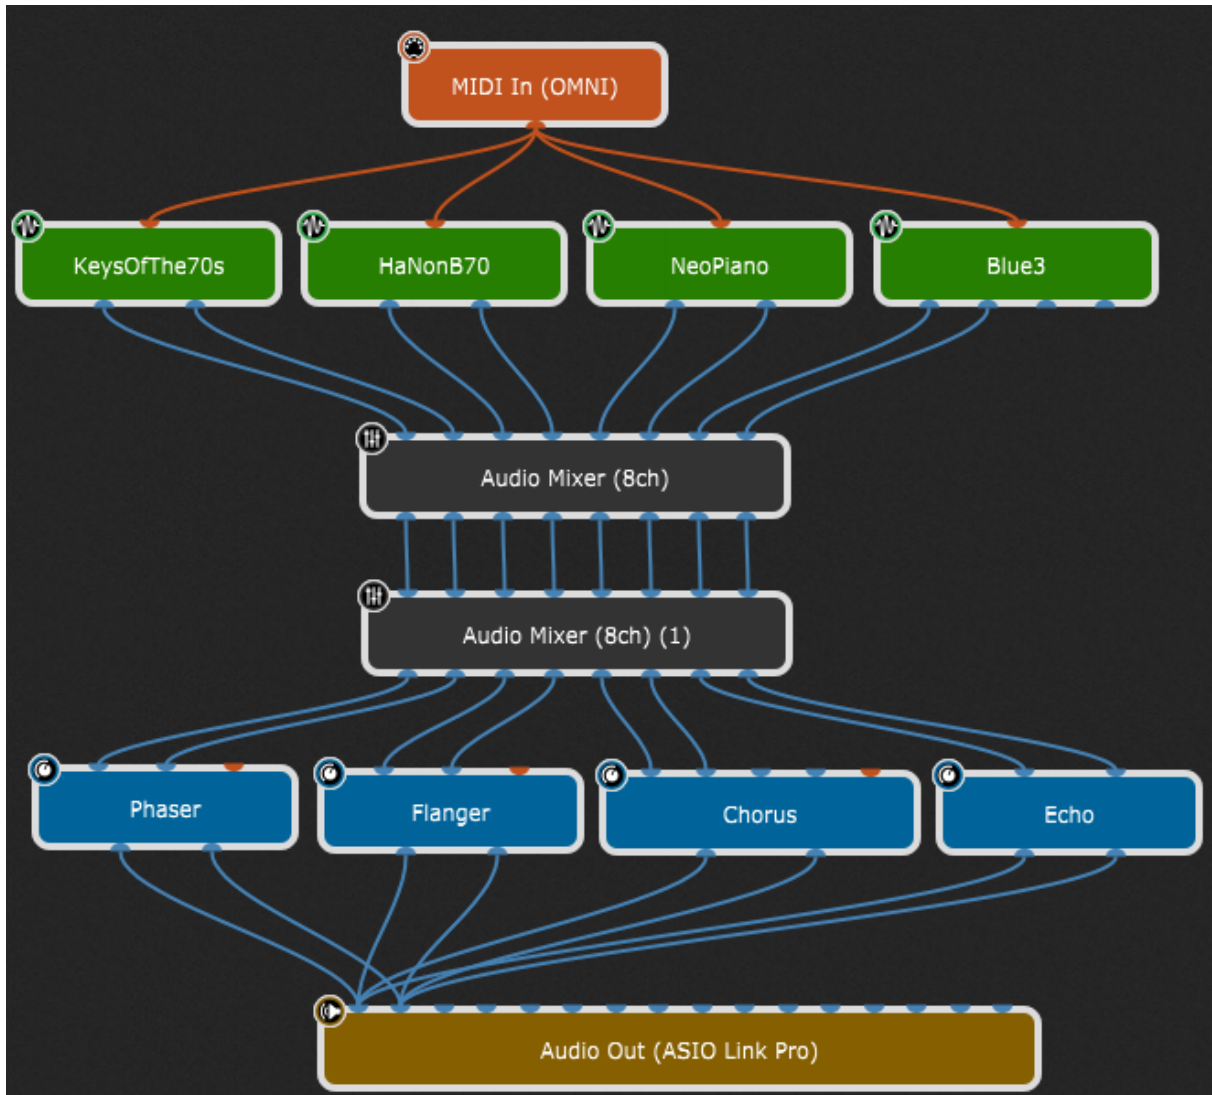 MIDI In (OMNI)
KeysOfThe70s
HaNonB70
NeoPiano
Blue3
Audio Mixer (8ch)
Audio Mixer (8ch) (1)
Phaser
Flanger
Chorus
Echo
Audio Out (ASIO Link Pro)